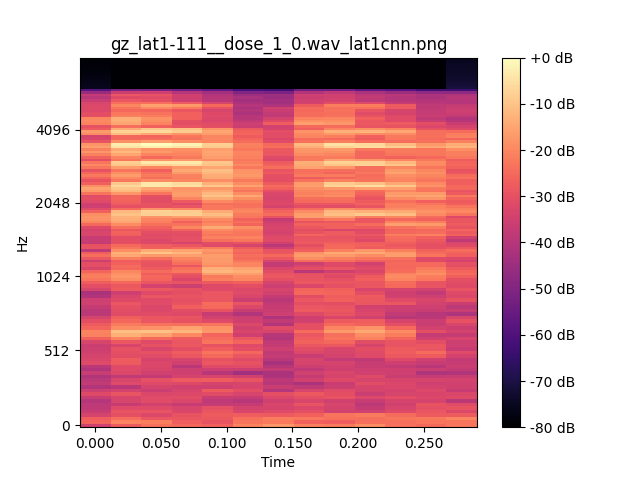 gz_lat1-111__dose_1_0.wav_lat1cnn.png
Hz
4096
2048
1024
512
0
0.000 0.050 0.100 0.150 0.200 0.250
Time
+0 dB
-10 dB
-20 dB
-30 dB
-40 dB
-50 dB
-60 dB
-70 dB
-80 dB